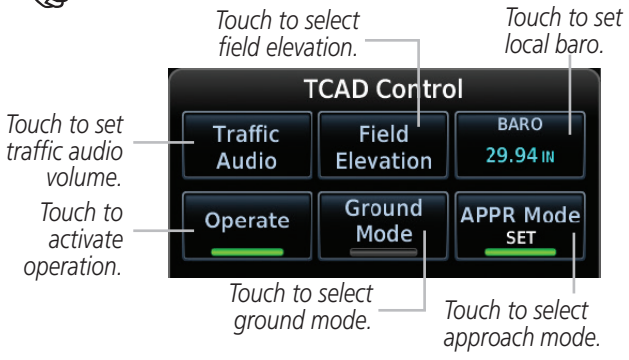 Touch to select
field elevation.
Touch to set
local baro.
TCAD Control
Touch to set
traffic audio
volume.
Traffic
Audio
Field
Elevation
BARO
29.94 IN
Touch to
activate
operation.
Operate
Ground
Mode
APPR Mode
SET
Touch to select
ground mode.
Touch to select
approach mode.